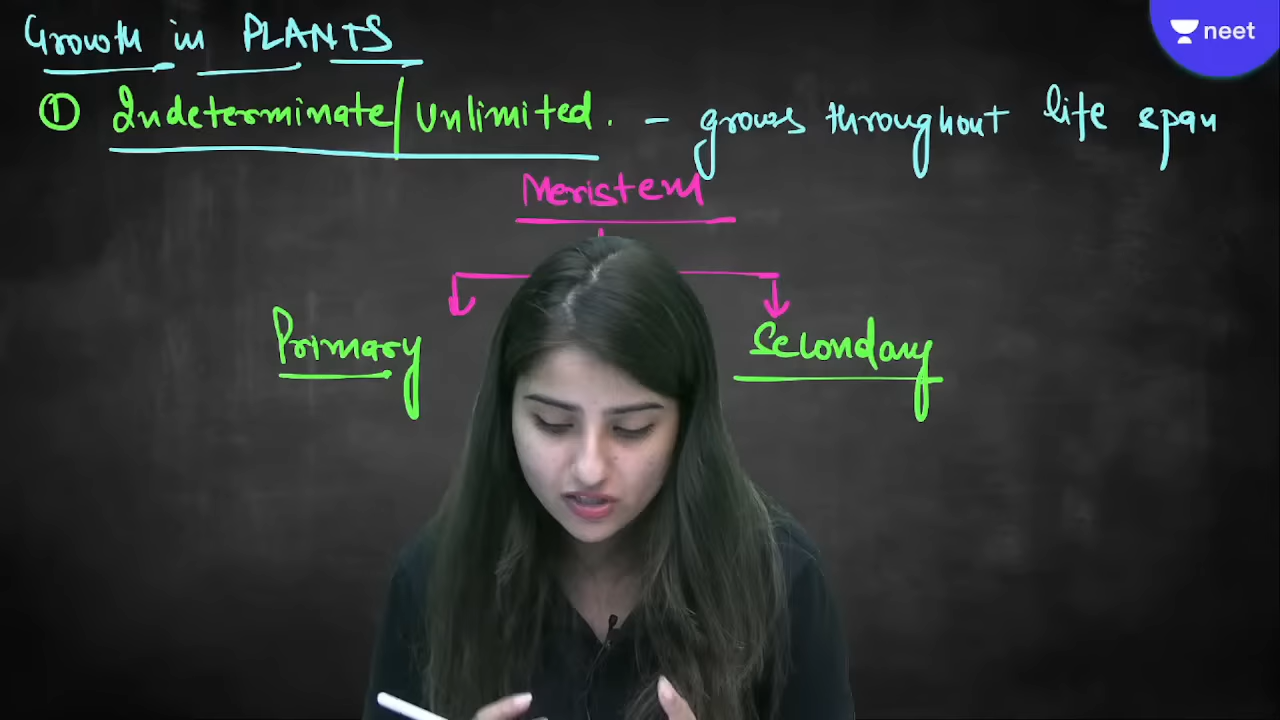 Growth in PLANTS
① Indeterminate/Unlimited. - grows throughout life span
Meristem
Primary
Secondary
neet